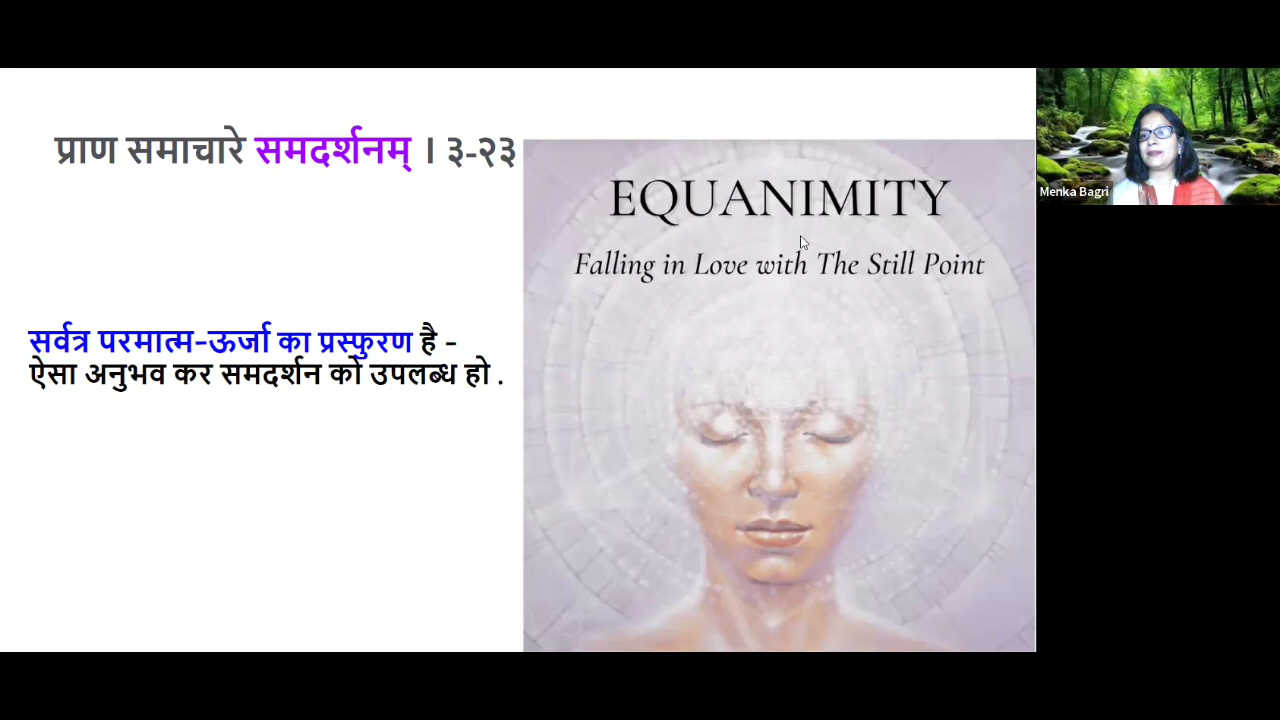 प्राण समाचारे समदर्शनम् । ३-२३
EQUANIMITY
Falling in Love with The Still Point
सर्वत्र परमात्म-ऊर्जा का प्रस्फुरण है -
ऐसा अनुभव कर समदर्शन को उपलब्ध हो .
Menka Bagri